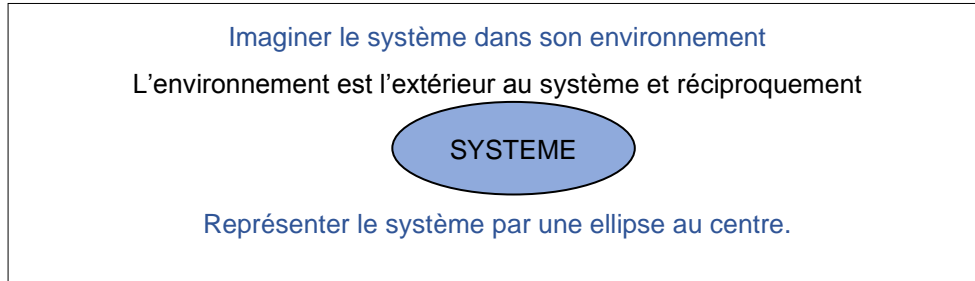 Imaginer le système dans son environnement
L'environnement est l'extérieur au système et réciproquement
SYSTEME
Représenter le système par une ellipse au centre.